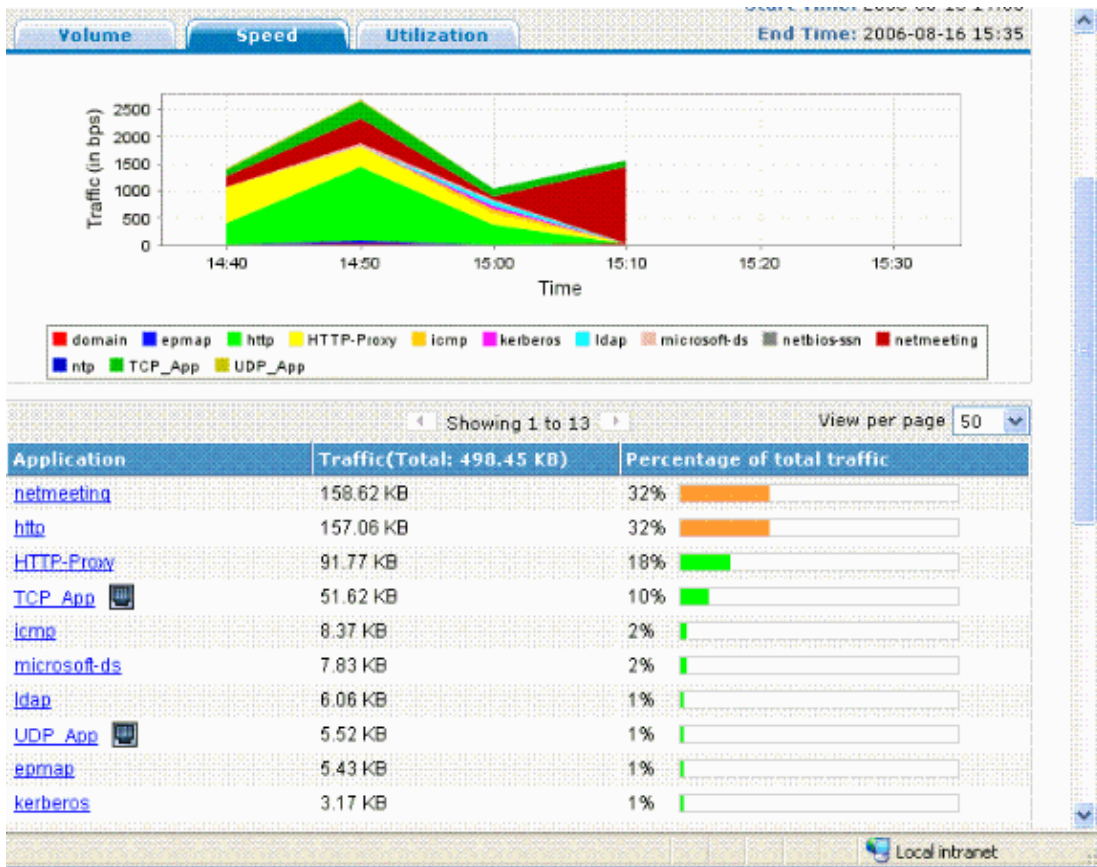 Volume Speed Utilization
End Time: 2006-08-16 15:35
Traffic (in bps)
2500
2000
1500
1000
500
0
14:40 14:50 15:00 15:10 15:20 15:30
Time
domain epmap http HTTP-Proxy icmp kerberos ldap microsoft-ds netbios-ssn netmeeting
ntp TCP_App UDP_App
Showing 1 to 13 View per page 50
Application Traffic(Total: 498.45 KB) Percentage of total traffic
netmeeting 158.62 KB 32%
http 157.06 KB 32%
HTTP-Proxy 91.77 KB 18%
TCP_App 51.62 KB 10%
icmp 8.37 KB 2%
microsoft-ds 7.83 KB 2%
ldap 6.06 KB 1%
UDP_App 5.52 KB 1%
epmap 5.43 KB 1%
kerberos 3.17 KB 1%
Local intranet